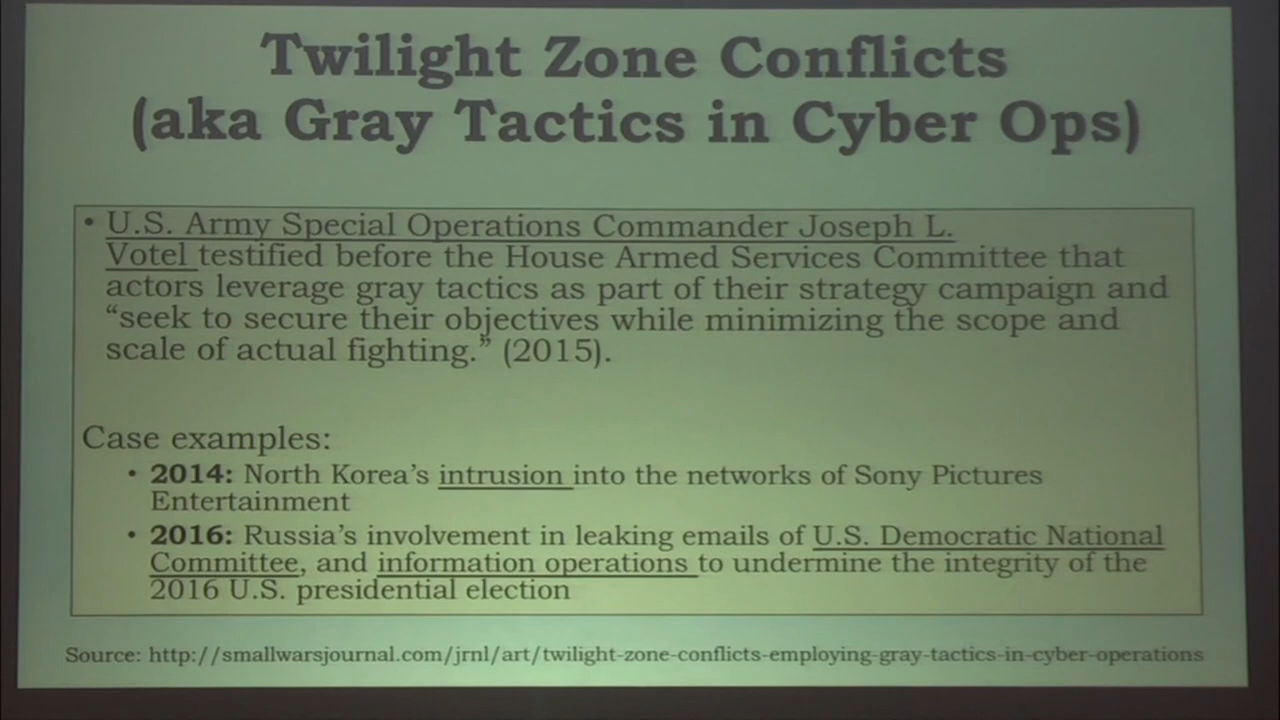 Twilight Zone Conflicts
(aka Gray Tactics in Cyber Ops)
• U.S. Army Special Operations Commander Joseph L.
Votel testified before the House Armed Services Committee that
actors leverage gray tactics as part of their strategy campaign and
“seek to secure their objectives while minimizing the scope and
scale of actual fighting.” (2015).
Case examples:
• 2014: North Korea’s intrusion into the networks of Sony Pictures
Entertainment
• 2016: Russia’s involvement in leaking emails of U.S. Democratic National
Committee, and information operations to undermine the integrity of the
2016 U.S. presidential election
Source: http://smallwarsjournal.com/jrnl/art/twilight-zone-conflicts-employing-gray-tactics-in-cyber-operations